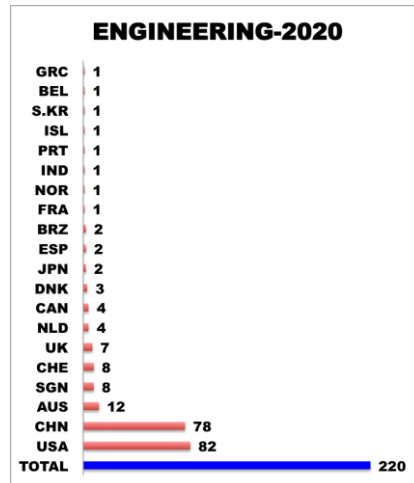 ENGINEERING-2020
GRC 1
BEL 1
S.KR 1
ISL 1
PRT 1
IND 1
NOR 1
FRA 1
BRZ 2
ESP 2
JPN 2
DNK 3
CAN 4
NLD 4
UK 7
CHE 8
SGN 8
AUS 12
CHN 78
USA 82
TOTAL 220